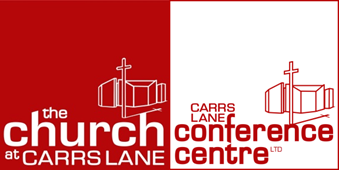 the
church
at CARRS LANE
CARRS
LANE
conference
centre LTD